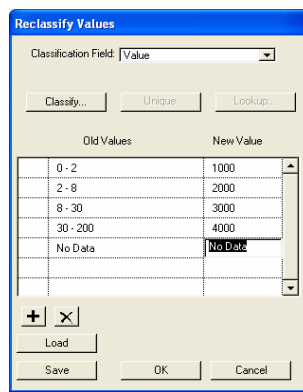 Reclassify Values
Classification Field: Value
Classify... Unique Lookup...
Old Values New Value
0 - 2 1000
2 - 8 2000
8 - 30 3000
30 - 200 4000
No Data No Data
Load
Save OK Cancel